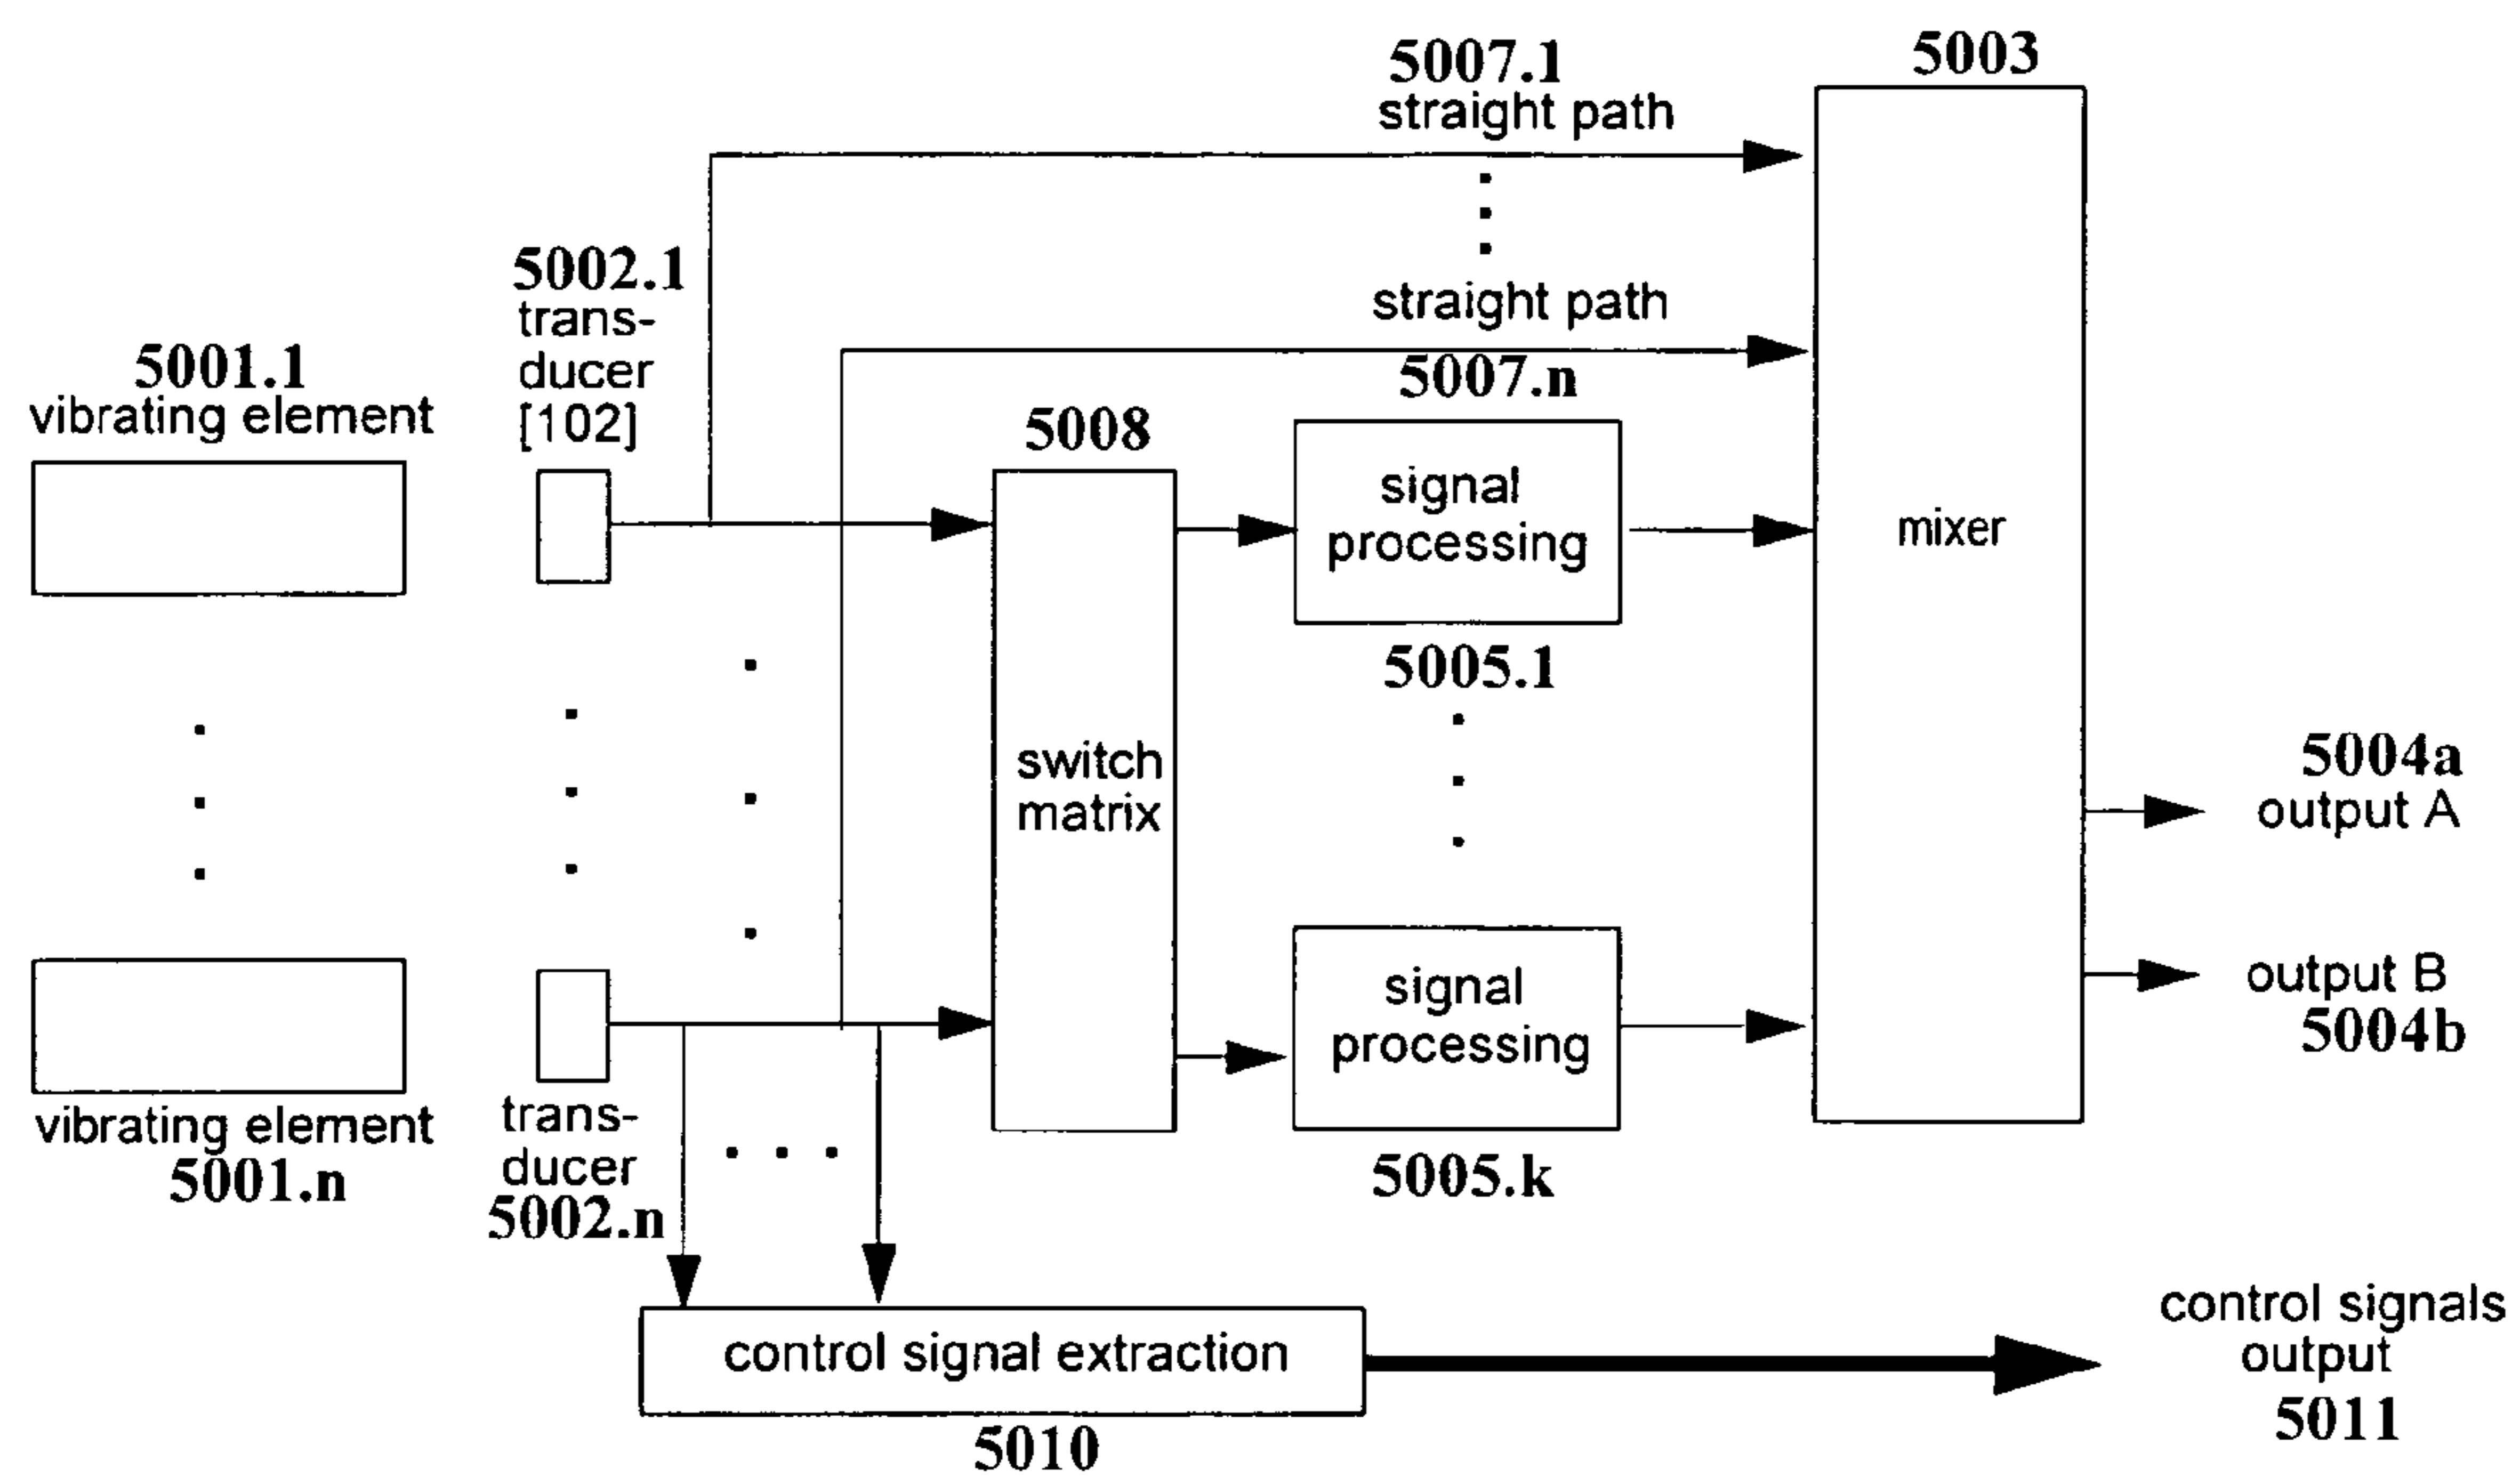 5007.1
straight path
5003
5002.1
trans-
ducer
[102]
straight path
5007.n
5001.1
vibrating element
5008
signal
processing
mixer
5005.1
switch
matrix
5004a
output A
signal
processing
output B
5004b
vibrating element
5001.n
trans-
ducer
5002.n
5005.k
control signal extraction
5010
control signals
output
5011